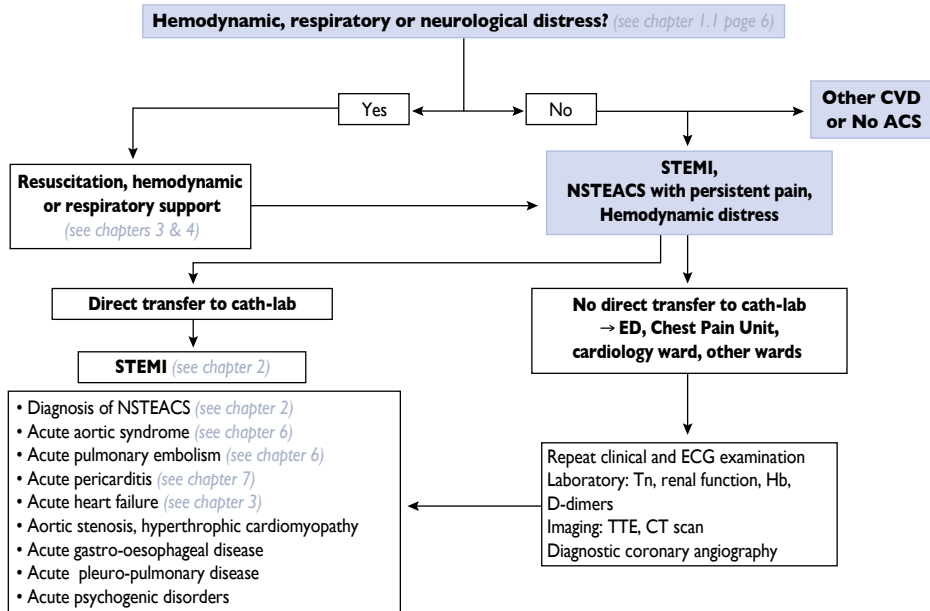 Hemodynamic, respiratory or neurological distress? (see chapter 1.1 page 6)
Yes
No
Other CVD
or No ACS
Resuscitation, hemodynamic
or respiratory support
(see chapters 3 & 4)
STEMI,
NSTEACS with persistent pain,
Hemodynamic distress
Direct transfer to cath-lab
No direct transfer to cath-lab
→ ED, Chest Pain Unit,
cardiology ward, other wards
STEMI (see chapter 2)
• Diagnosis of NSTEACS (see chapter 2)
• Acute aortic syndrome (see chapter 6)
• Acute pulmonary embolism (see chapter 6)
• Acute pericarditis (see chapter 7)
• Acute heart failure (see chapter 3)
• Aortic stenosis, hyperthrophic cardiomyopathy
• Acute gastro-oesophageal disease
• Acute pleuro-pulmonary disease
• Acute psychogenic disorders
Repeat clinical and ECG examination
Laboratory: Tn, renal function, Hb,
D-dimers
Imaging: TTE, CT scan
Diagnostic coronary angiography